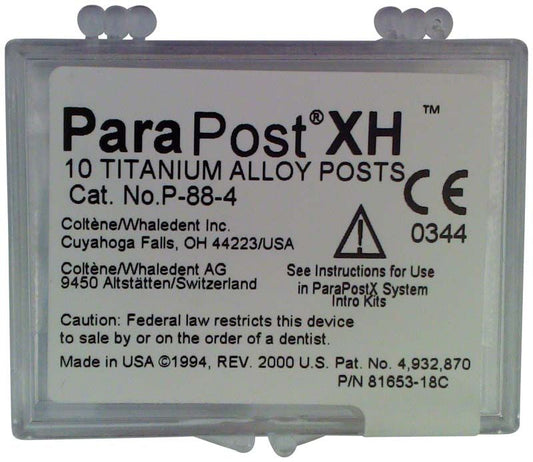 ParaPost® XH ™
10 TITANIUM ALLOY POSTS
Cat. No.P-88-4
CE
0344
Coltène/Whaledent Inc.
Cuyahoga Falls, OH 44223/USA
Coltène/Whaledent AG
9450 Altstätten/Switzerland
See Instructions for Use
in ParaPostX System
Intro Kits
Caution: Federal law restricts this device
to sale by or on the order of a dentist.
Made in USA ©1994, REV. 2000 U.S. Pat. No. 4,932,870
P/N 81653-18C